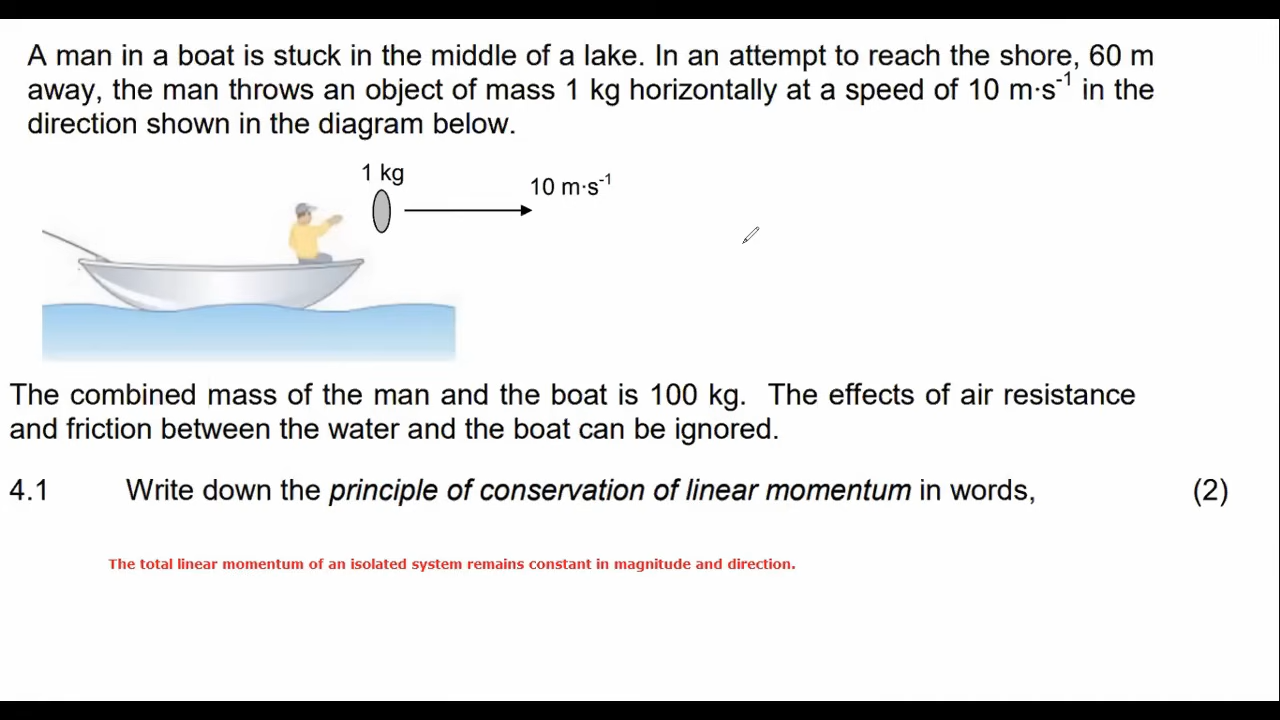 A man in a boat is stuck in the middle of a lake. In an attempt to reach the shore, 60 m
away, the man throws an object of mass 1 kg horizontally at a speed of 10 m·s⁻¹ in the
direction shown in the diagram below.
1 kg
10 m·s⁻¹
The combined mass of the man and the boat is 100 kg. The effects of air resistance
and friction between the water and the boat can be ignored.
4.1 Write down the principle of conservation of linear momentum in words, (2)
The total linear momentum of an isolated system remains constant in magnitude and direction.